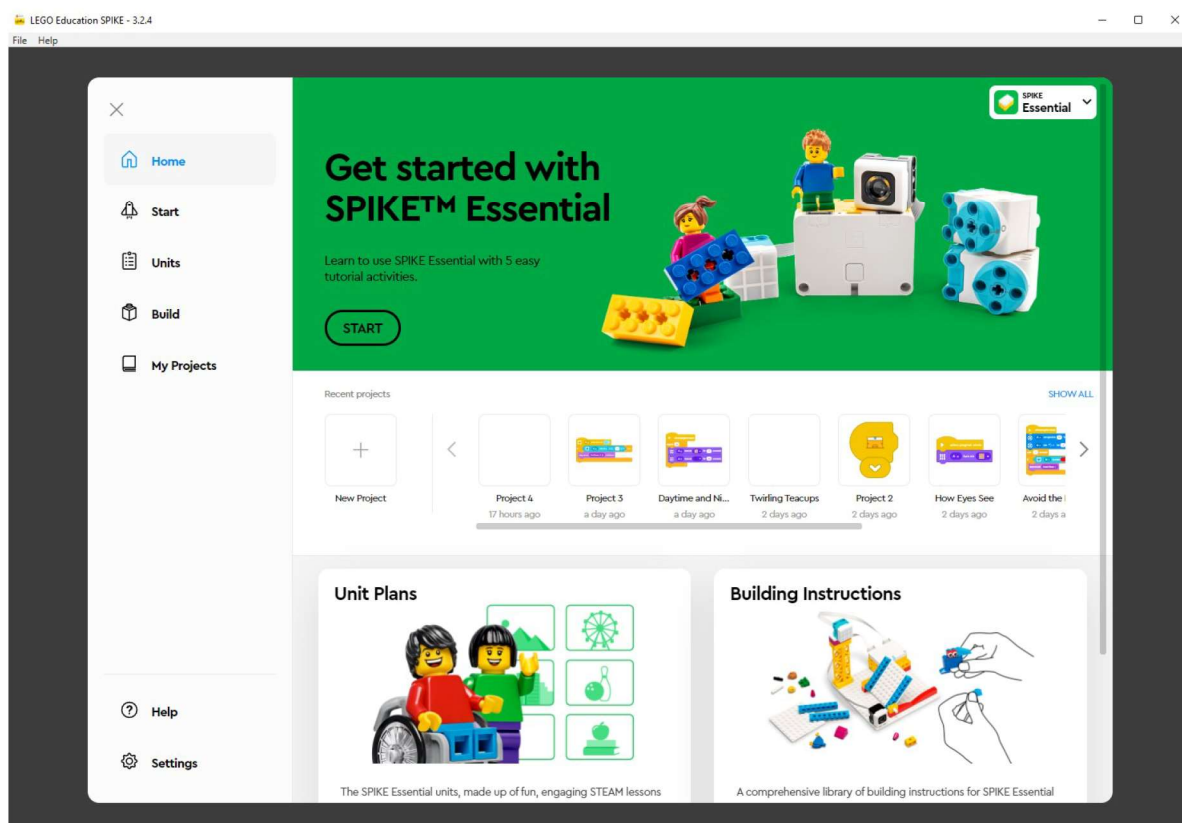 LEGO Education SPIKE - 3.2.4
File Help
Home
Start
Units
Build
My Projects
Help
Settings
SPIKE
Essential
Get started with
SPIKE™ Essential
Learn to use SPIKE Essential with 5 easy
tutorial activities.
START
Recent projects
SHOW ALL
New Project
Project 4
17 hours ago
Project 3
a day ago
Daytime and Ni...
a day ago
Twirling Teacups
2 days ago
Project 2
2 days ago
How Eyes See
2 days ago
Avoid the
2 days a
Unit Plans
The SPIKE Essential units, made up of fun, engaging STEAM lessons
Building Instructions
A comprehensive library of building instructions for SPIKE Essential